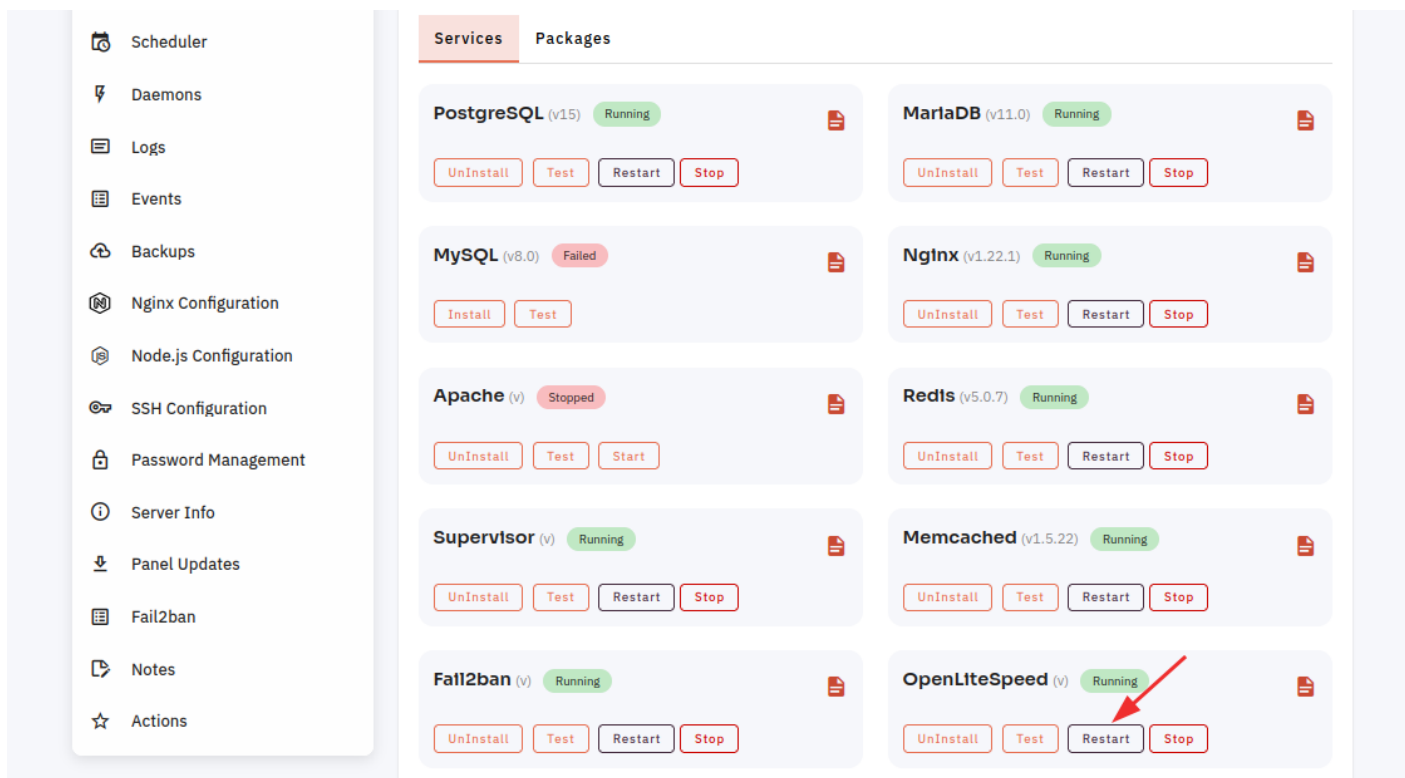 Scheduler
Daemons
Logs
Events
Backups
Nginx Configuration
Node.js Configuration
SSH Configuration
Password Management
Server Info
Panel Updates
Fail2ban
Notes
Actions
Services Packages
PostgreSQL (v15) Running
UnInstall Test Restart Stop
MariaDB (v11.0) Running
UnInstall Test Restart Stop
MySQL (v8.0) Failed
Install Test
Nginx (v1.22.1) Running
UnInstall Test Restart Stop
Apache (v) Stopped
UnInstall Test Start
Redis (v5.0.7) Running
UnInstall Test Restart Stop
Supervisor (v) Running
UnInstall Test Restart Stop
Memcached (v1.5.22) Running
UnInstall Test Restart Stop
Fail2ban (v) Running
UnInstall Test Restart Stop
OpenLiteSpeed (v) Running
UnInstall Test Restart Stop